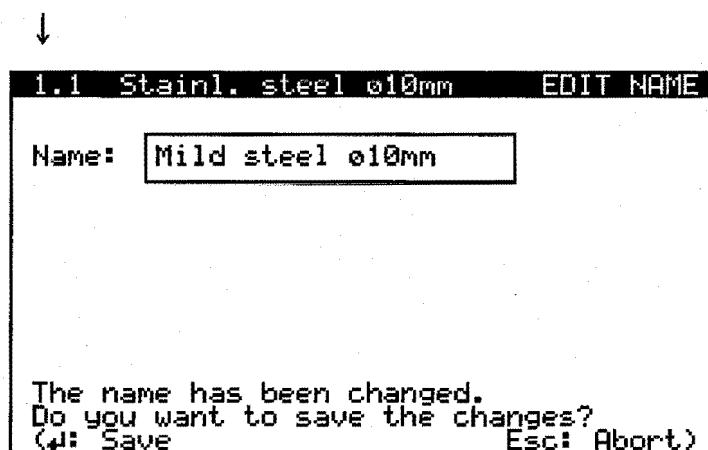 ↓
1.1 Stainl. steel ø10mm EDIT NAME
Name: Mild steel ø10mm
The name has been changed.
Do you want to save the changes?
(↲: Save Esc: Abort)